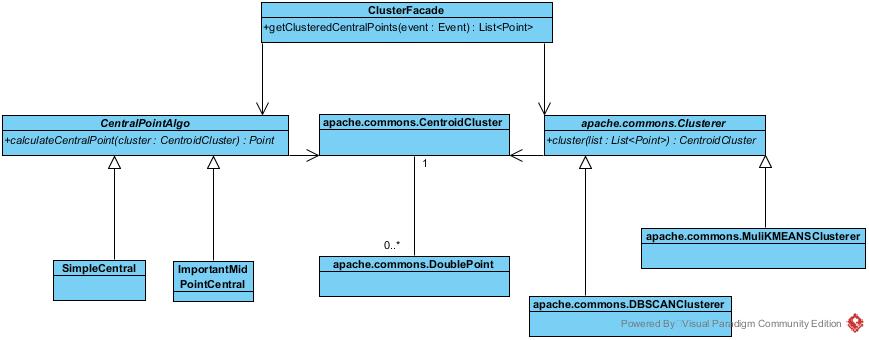 ClusterFacade
+getClusteredCentralPoints(event : Event) : List<Point>
CentralPointAlgo
+calculateCentralPoint(cluster : CentroidCluster) : Point
apache.commons.CentroidCluster
apache.commons.Clusterer
+cluster(list : List<Point>) : CentroidCluster
1
0..*
SimpleCentral
ImportantMid
PointCentral
apache.commons.DoublePoint
apache.commons.MuliKMEANSClusterer
apache.commons.DBSCANClusterer
Powered By Visual Paradigm Community Edition